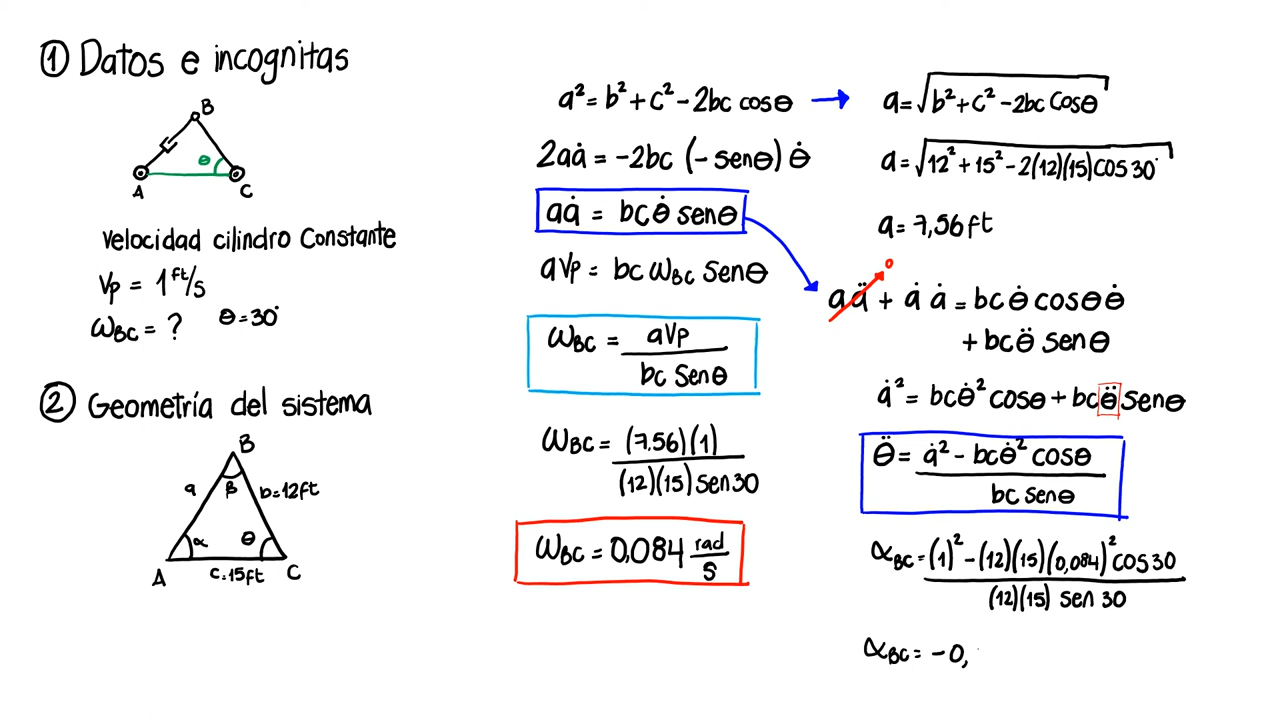 ① Datos e incognitas
B
θ
A
C
Velocidad cilindro Constante
Vp = 1 ft/s
ωBC = ? θ = 30°
② Geometría del sistema
B
a
β
b=12ft
α
θ
A
c=15ft
C
a² = b² + c² - 2bc cosθ
2aȧ = -2bc (- senθ) θ̇
aȧ = bcθ̇ senθ
aVp = bc ωBC Senθ
ωBC = aVp / bc Senθ
ωBC = (7.56)(1) / (12)(15) sen30
ωBC = 0,084 rad/s
a = √b² + c² - 2bc Cosθ
a = √12² + 15² - 2(12)(15)COS 30°
a = 7,56 ft
0
aä + ȧ ȧ = bcθ̇ cosθ θ̇
+ bcθ̈ senθ
ȧ² = bcθ̇² cosθ + bcθ̈ senθ
θ̈ = ȧ² - bcθ̇² cosθ / bc senθ
αBC = (1)² - (12)(15)(0,084)² COS 30 / (12)(15) sen 30
αBC = -0,